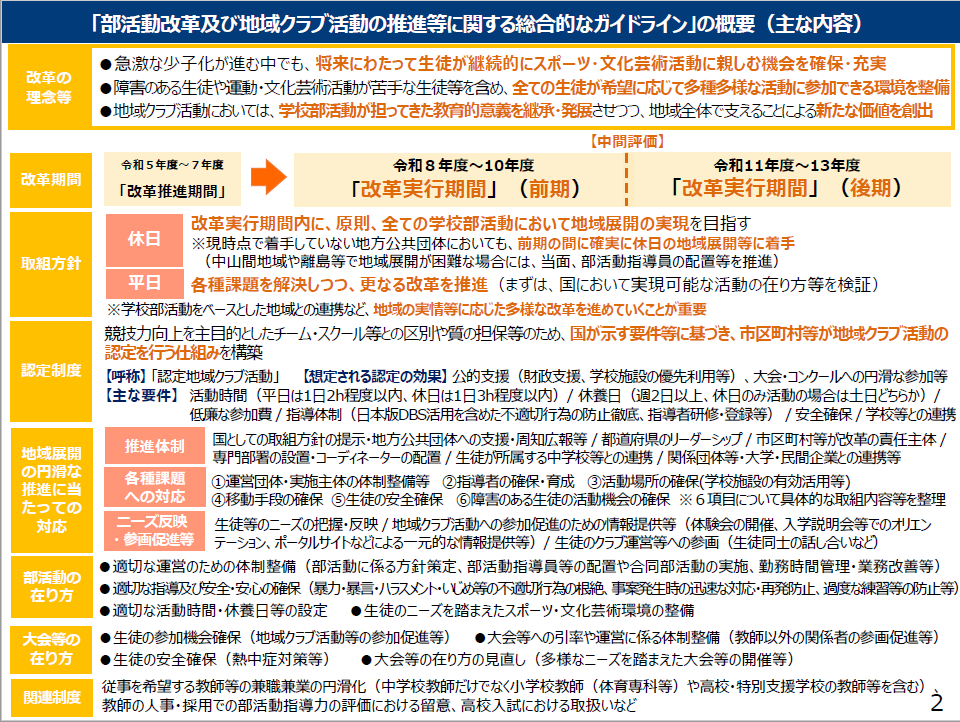 「部活動改革及び地域クラブ活動の推進等に関する総合的なガイドライン」の概要（主な内容）
改革の
理念等
●急激な少子化が進む中でも、将来にわたって生徒が継続的にスポーツ・文化芸術活動に親しむ機会を確保・充実
●障害のある生徒や運動・文化芸術活動が苦手な生徒等を含め、全ての生徒が希望に応じて多種多様な活動に参加できる環境を整備
●地域クラブ活動においては、学校部活動が担ってきた教育的意義を継承・発展させつつ、地域全体で支えることによる新たな価値を創出
【中間評価】
改革期間
令和５年度～７年度
「改革推進期間」
令和８年度～10年度
「改革実行期間」（前期）
令和11年度～13年度
「改革実行期間」（後期）
取組方針
休日
改革実行期間内に、原則、全ての学校部活動において地域展開の実現を目指す
※現時点で着手していない地方公共団体においても、前期の間に確実に休日の地域展開等に着手
（中山間地域や離島等で地域展開が困難な場合には、当面、部活動指導員の配置等を推進）
平日
各種課題を解決しつつ、更なる改革を推進（まずは、国において実現可能な活動の在り方等を検証）
※学校部活動をベースとした地域との連携など、地域の実情等に応じた多様な改革を進めていくことが重要
認定制度
競技力向上を主目的としたチーム・スクール等との区別や質の担保等のため、国が示す要件等に基づき、市区町村等が地域クラブ活動の
認定を行う仕組みを構築
【呼称】「認定地域クラブ活動」 【想定される認定の効果】公的支援（財政支援、学校施設の優先利用等）、大会・コンクールへの円滑な参加等
【主な要件】 活動時間（平日は1日2h程度以内、休日は1日3h程度以内）/ 休養日（週2日以上、休日のみ活動の場合は土日どちらか）/
低廉な参加費 / 指導体制（日本版DBS活用を含めた不適切行為の防止徹底、指導者研修・登録等） / 安全確保 / 学校等との連携
地域展開
の円滑な
推進に当
たっての
対応
推進体制
国としての取組方針の提示・地方公共団体への支援・周知広報等 / 都道府県のリーダーシップ / 市区町村等が改革の責任主体 /
専門部署の設置・コーディネーターの配置 / 生徒が所属する中学校等との連携 / 関係団体等・大学・民間企業との連携等
各種課題
への対応
①運営団体・実施主体の体制整備等 ②指導者の確保・育成 ③活動場所の確保(学校施設の有効活用等)
④移動手段の確保 ⑤生徒の安全確保 ⑥障害のある生徒の活動機会の確保 ※６項目について具体的な取組内容等を整理
ニーズ反映
・参画促進等
生徒等のニーズの把握・反映 / 地域クラブ活動への参加促進のための情報提供等（体験会の開催、入学説明会等でのオリエン
テーション、ポータルサイトなどによる一元的な情報提供等）/ 生徒のクラブ運営等への参画（生徒同士の話し合いなど）
部活動の
在り方
●適切な運営のための体制整備（部活動に係る方針策定、部活動指導員等の配置や合同部活動の実施、勤務時間管理・業務改善等）
●適切な指導及び安全・安心の確保（暴力・暴言・ハラスメント・いじめ等の不適切行為の根絶、事案発生時の迅速な対応・再発防止、過度な練習等の防止等）
●適切な活動時間・休養日等の設定 ●生徒のニーズを踏まえたスポーツ・文化芸術環境の整備
大会等の
在り方
●生徒の参加機会確保（地域クラブ活動等の参加促進等） ●大会等への引率や運営に係る体制整備（教師以外の関係者の参画促進等）
●生徒の安全確保（熱中症対策等） ●大会等の在り方の見直し（多様なニーズを踏まえた大会等の開催等）
関連制度
従事を希望する教師等の兼職兼業の円滑化（中学校教師だけでなく小学校教師（体育専科等）や高校・特別支援学校の教師等を含む）、
教師の人事・採用での部活動指導力の評価における留意、高校入試における取扱いなど
2